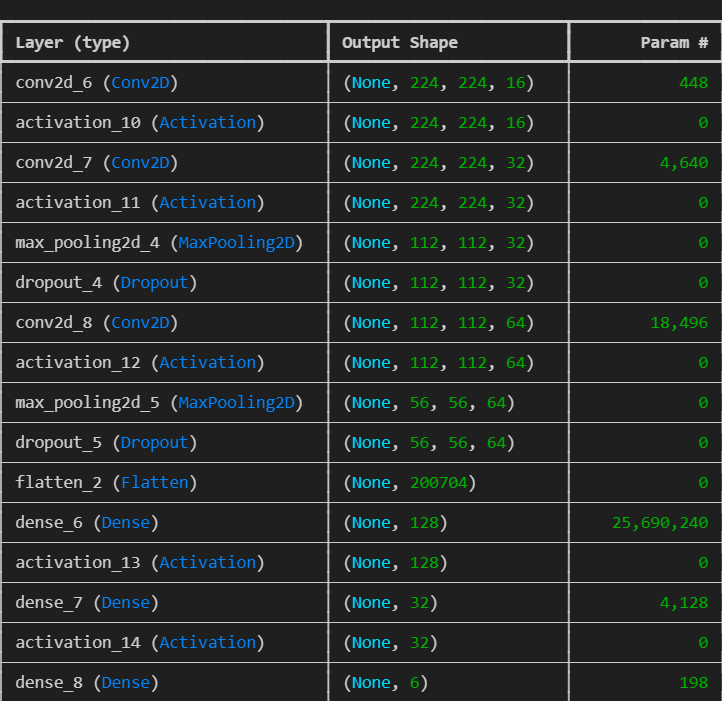 Layer (type) Output Shape Param #
conv2d_6 (Conv2D) (None, 224, 224, 16) 448
activation_10 (Activation) (None, 224, 224, 16) 0
conv2d_7 (Conv2D) (None, 224, 224, 32) 4,640
activation_11 (Activation) (None, 224, 224, 32) 0
max_pooling2d_4 (MaxPooling2D) (None, 112, 112, 32) 0
dropout_4 (Dropout) (None, 112, 112, 32) 0
conv2d_8 (Conv2D) (None, 112, 112, 64) 18,496
activation_12 (Activation) (None, 112, 112, 64) 0
max_pooling2d_5 (MaxPooling2D) (None, 56, 56, 64) 0
dropout_5 (Dropout) (None, 56, 56, 64) 0
flatten_2 (Flatten) (None, 200704) 0
dense_6 (Dense) (None, 128) 25,690,240
activation_13 (Activation) (None, 128) 0
dense_7 (Dense) (None, 32) 4,128
activation_14 (Activation) (None, 32) 0
dense_8 (Dense) (None, 6) 198